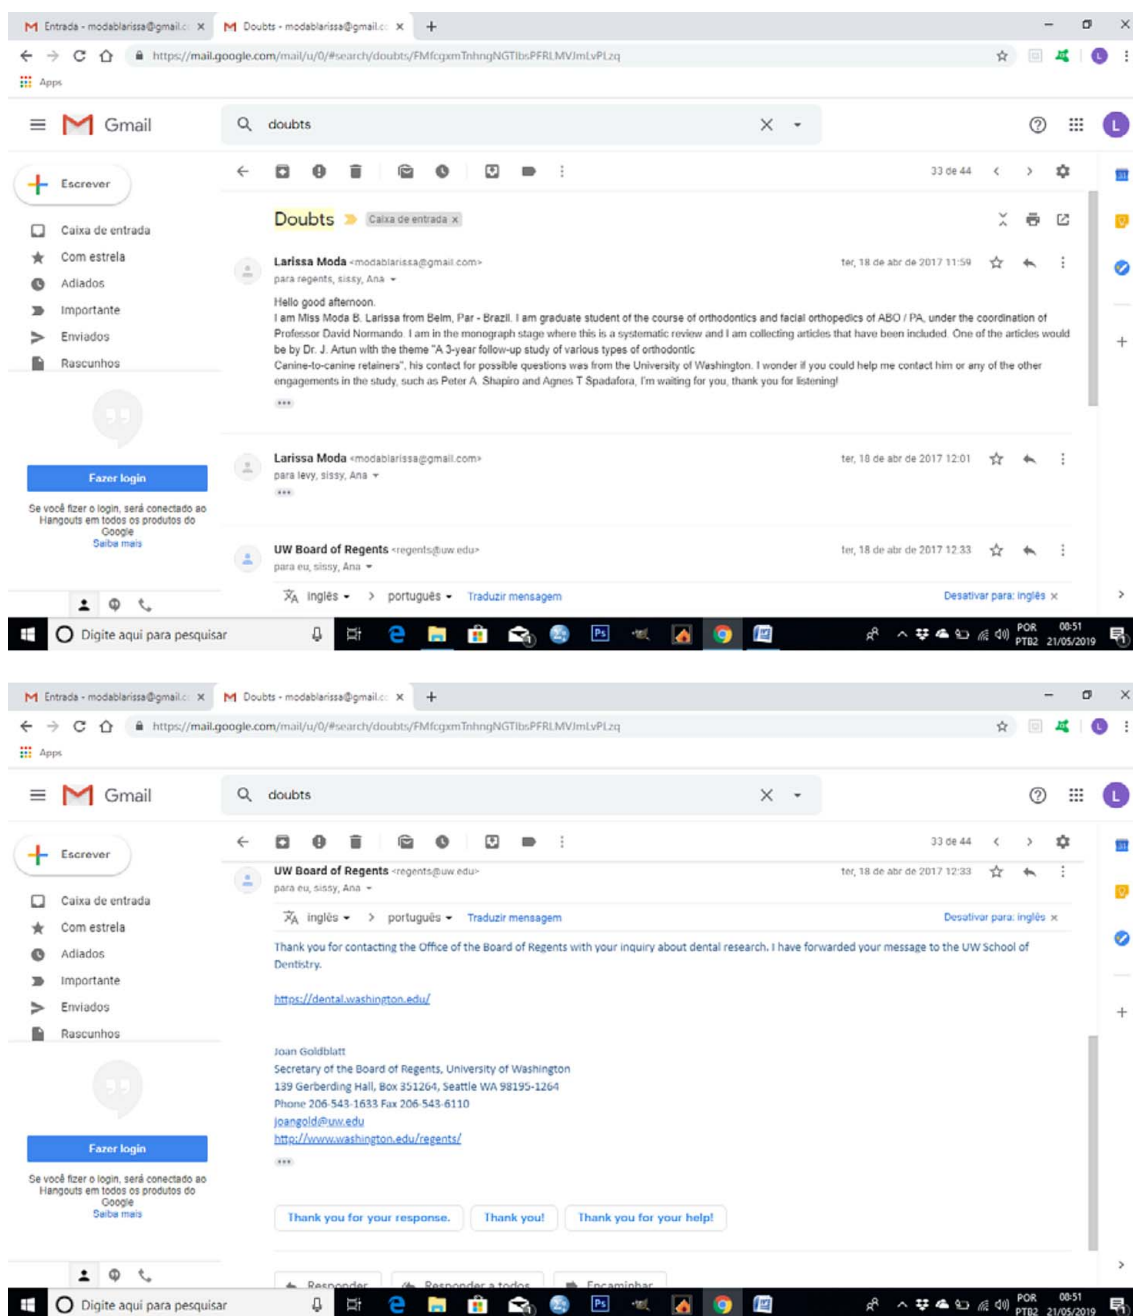 Entrada - modablarissa@gmail.c
Doubts - modablarissa@gmail.c
https://mail.google.com/mail/u/0/#search/doubts/FMfcgxmTnhngNGTlbsPFRLMVJmLvPLzq
Apps
Gmail
doubts
Escrever
33 de 44
Doubts
Caixa de entrada x
Caixa de entrada
Com estrela
Adiados
Importante
Enviados
Rascunhos
Larissa Moda <modablarissa@gmail.com>
ter, 18 de abr de 2017 11:59
para regents, sissy, Ana
Hello good afternoon.
I am Miss Moda B. Larissa from Belm, Par - Brazil. I am graduate student of the course of orthodontics and facial orthopedics of ABO / PA, under the coordination of
Professor David Normando. I am in the monograph stage where this is a systematic review and I am collecting articles that have been included. One of the articles would
be by Dr. J. Artun with the theme "A 3-year follow-up study of various types of orthodontic
Canine-to-canine retainers", his contact for possible questions was from the University of Washington. I wonder if you could help me contact him or any of the other
engagements in the study, such as Peter A. Shapiro and Agnes T Spadafora, I'm waiting for you, thank you for listening!
Larissa Moda <modablarissa@gmail.com>
ter, 18 de abr de 2017 12:01
para levy, sissy, Ana
Fazer login
Se você fizer o login, será conectado ao
Hangouts em todos os produtos do
Google
Saiba mais
UW Board of Regents <regents@uw.edu>
ter, 18 de abr de 2017 12:33
para eu, sissy, Ana
inglês > português Traduzir mensagem
Desativar para: inglês x
Digite aqui para pesquisar
POR 08:51
PTB2 21/05/2019
Entrada - modablarissa@gmail.c
Doubts - modablarissa@gmail.c
https://mail.google.com/mail/u/0/#search/doubts/FMfcgxmTnhngNGTlbsPFRLMVJmLvPLzq
Apps
Gmail
doubts
Escrever
33 de 44
Caixa de entrada
Com estrela
Adiados
Importante
Enviados
Rascunhos
UW Board of Regents <regents@uw.edu>
ter, 18 de abr de 2017 12:33
para eu, sissy, Ana
inglês > português Traduzir mensagem
Desativar para: inglês x
Thank you for contacting the Office of the Board of Regents with your inquiry about dental research. I have forwarded your message to the UW School of
Dentistry.
https://dental.washington.edu/
Joan Goldblatt
Secretary of the Board of Regents, University of Washington
139 Gerberding Hall, Box 351264, Seattle WA 98195-1264
Phone 206-543-1633 Fax 206-543-6110
joangold@uw.edu
http://www.washington.edu/regents/
Fazer login
Se você fizer o login, será conectado ao
Hangouts em todos os produtos do
Google
Saiba mais
Thank you for your response.
Thank you!
Thank you for your help!
Responder
Responder a todos
Encaminhar
Digite aqui para pesquisar
POR 08:51
PTB2 21/05/2019